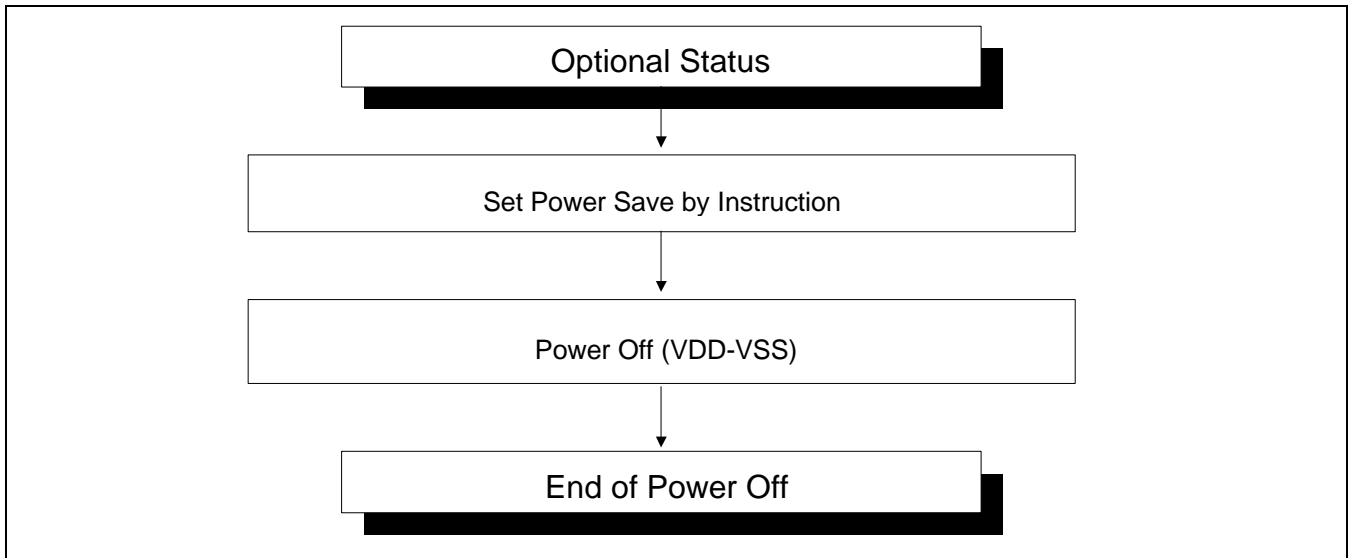 Optional Status
Set Power Save by Instruction
Power Off (VDD-VSS)
End of Power Off